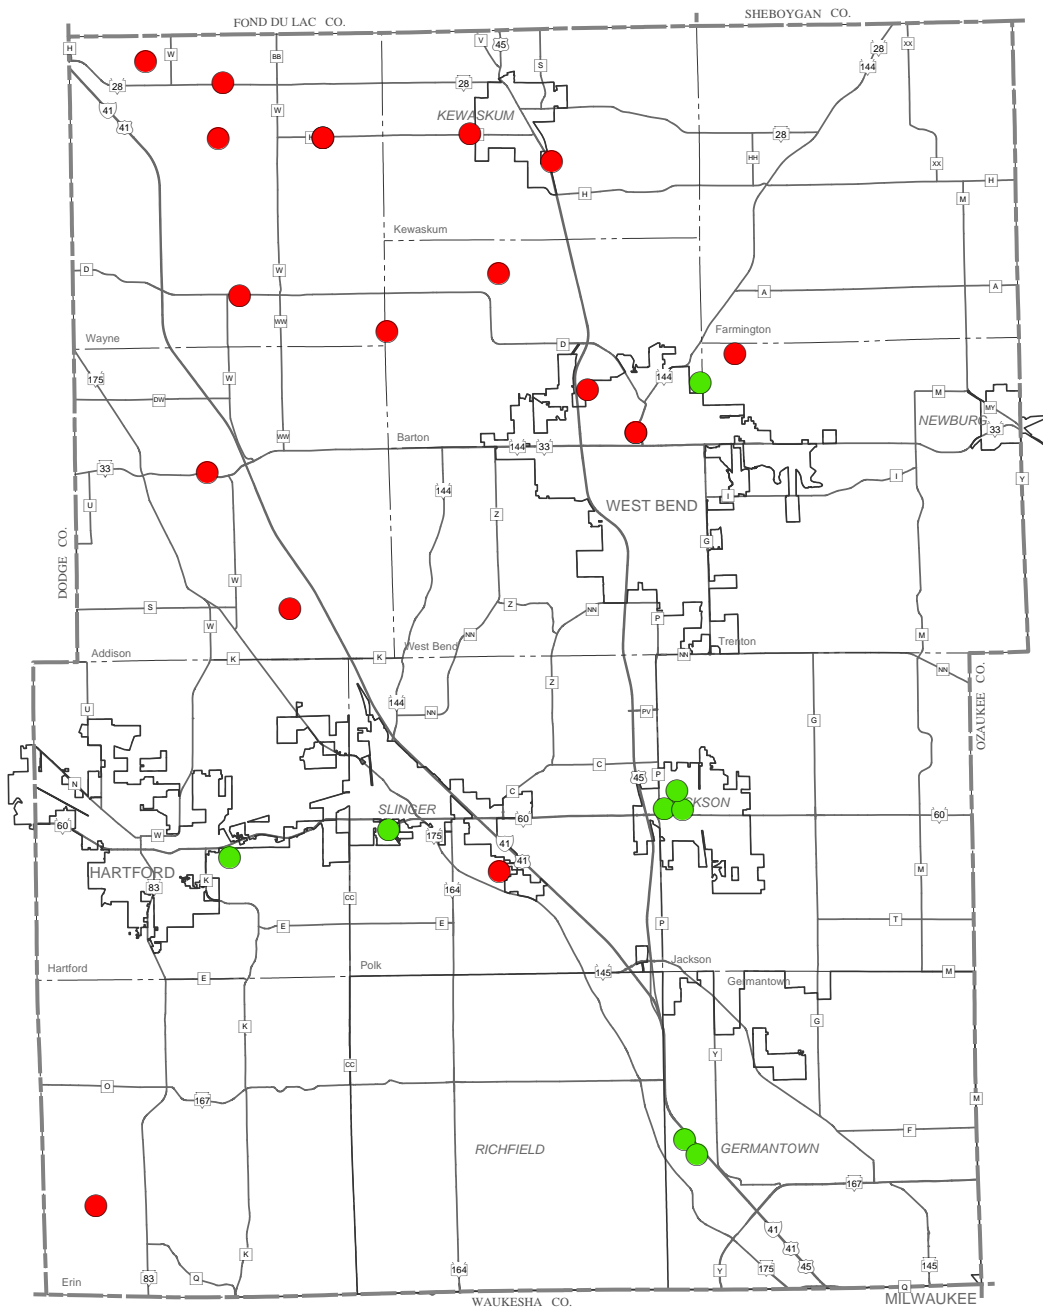 FOND DU LAC CO.
SHEBOYGAN CO.
H
W
BB
V
45
S
28
144
XX
28
28
41
41
W
KEWASKUM
28
HH
XX
H
H
M
Kewaskum
D
W
WW
A
A
Wayne
D
Farmington
175
W
144
DW
M
MY
NEWBURG
33
WW
Barton
144
33
33
U
144
I
I
Y
Z
WEST BEND
G
DODGE CO.
W
S
W
Z
NN
P
M
NN
Addison
K
K
West Bend
Trenton
NN
NN
Z
U
144
NN
PV
G
OZAUKEE CO.
N
C
45
P
C
SLINGER
CKSON
60
W
175
60
60
41
41
HARTFORD
K
83
164
M
CC
E
E
P
T
Hartford
E
Polk
145
Jackson
M
Germantown
K
G
CC
Y
O
167
M
F
RICHFIELD
GERMANTOWN
167
41
K
41
45
Erin
83
Q
164
Y
175
145
Q
WAUKESHA CO.
MILWAUKEE